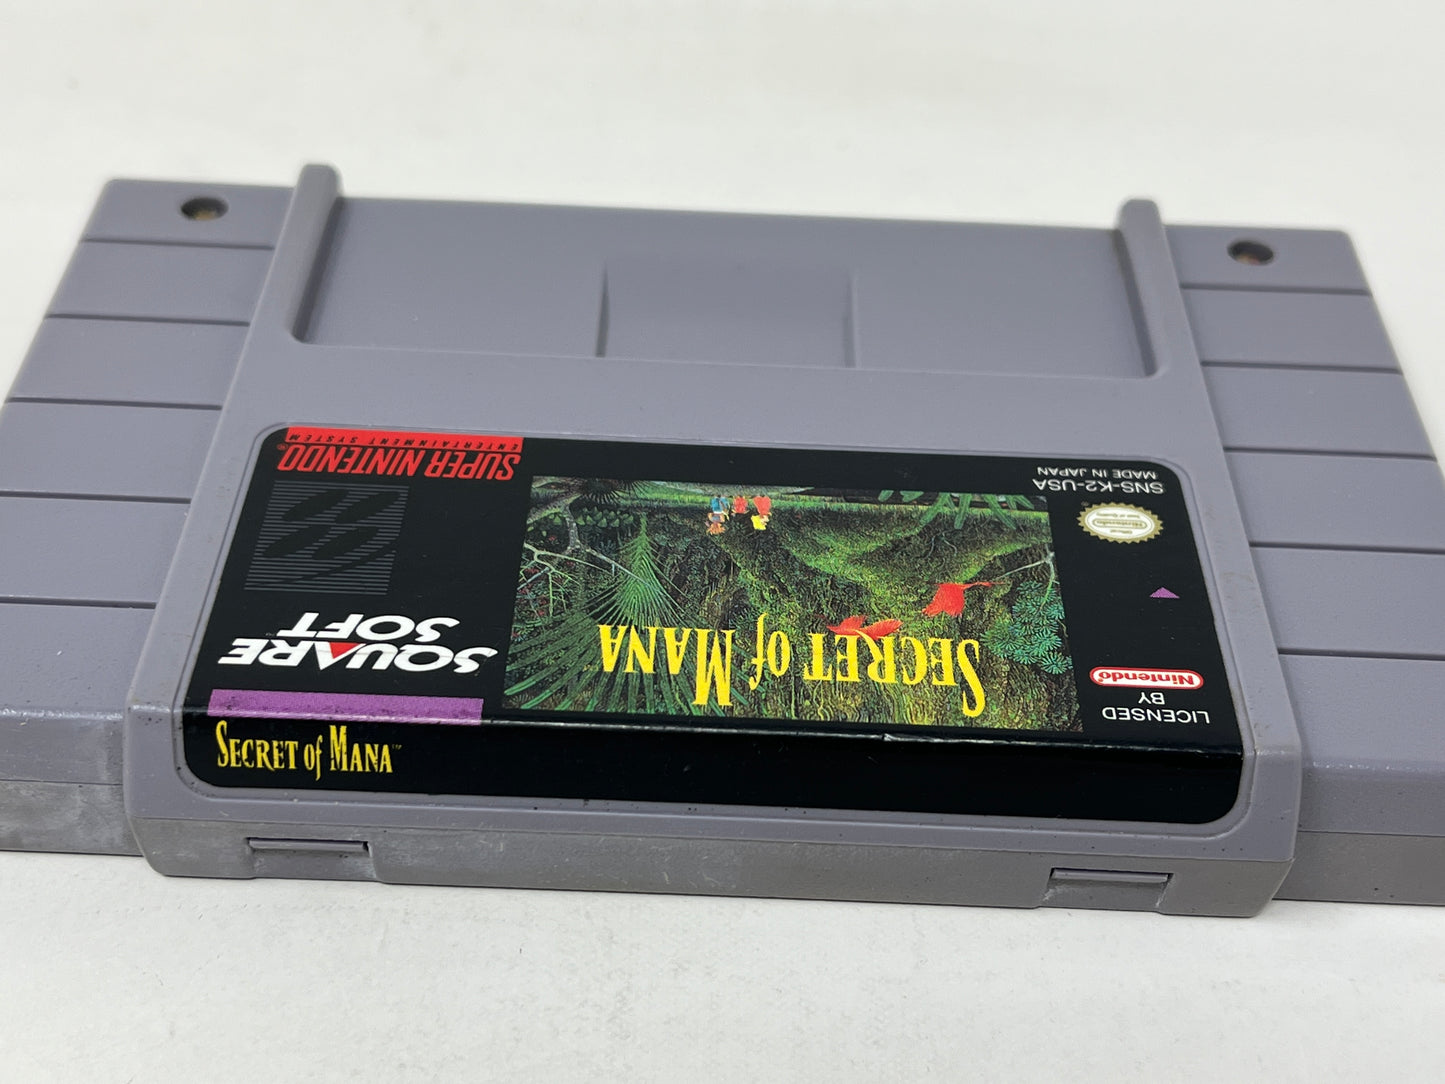 SECRET of MANA™
LICENSED
BY
Nintendo®
SECRET of MANA
SQUARE
SOFT
SNS-K2-USA
MADE IN JAPAN
SUPER NINTENDO®
ENTERTAINMENT SYSTEM
Nintendo